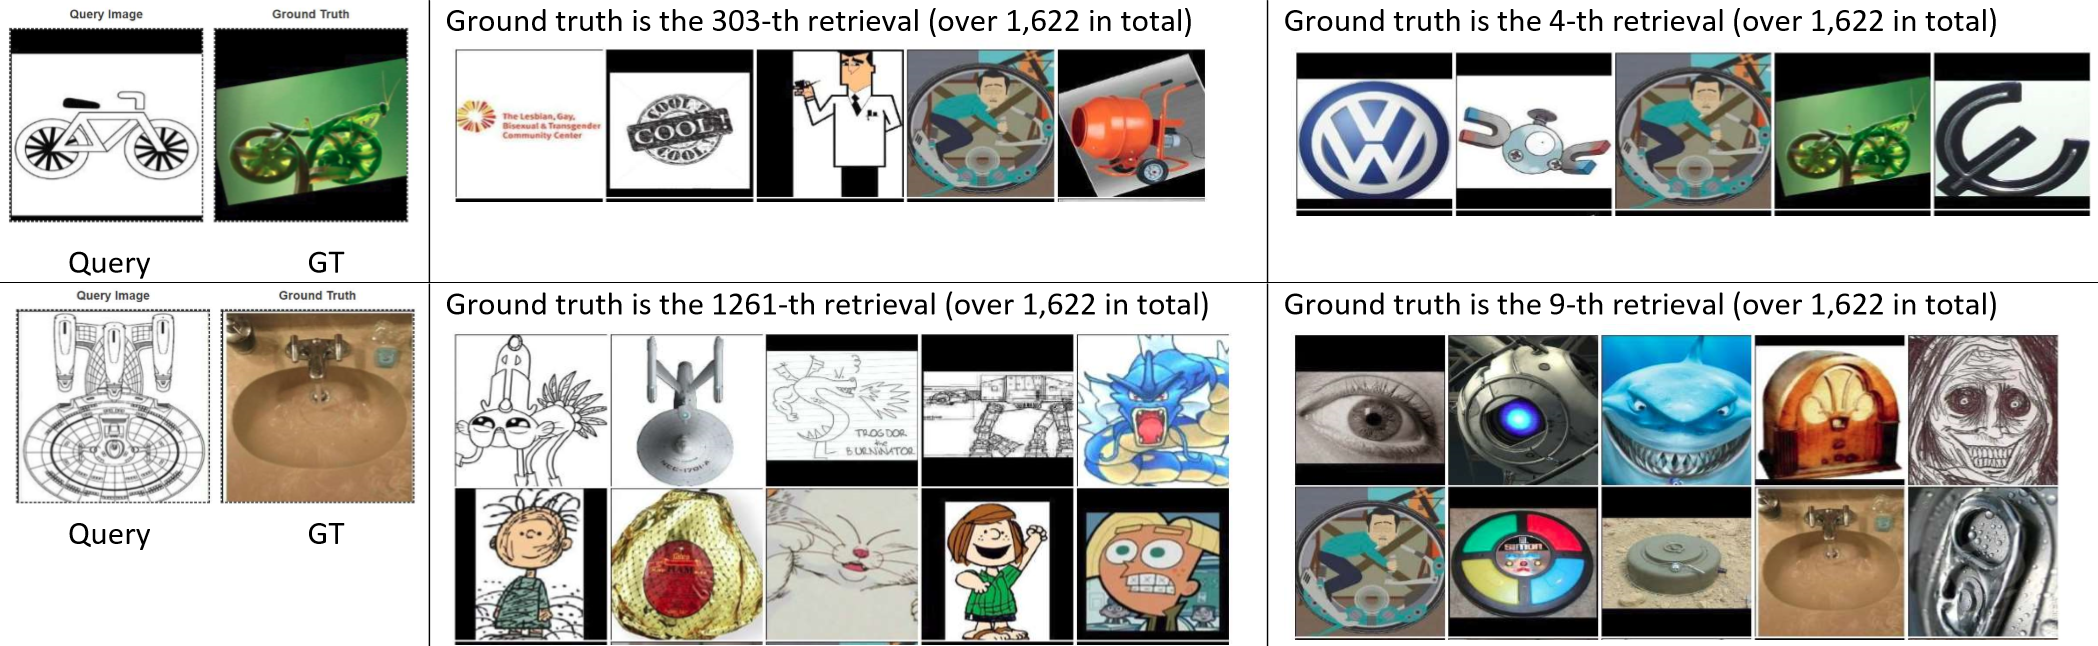 Query Image
Ground Truth
Query
GT
Ground truth is the 303-th retrieval (over 1,622 in total)
The Lesbian, Gay,
Bisexual & Transgender
Community Center
COOL
COOL
COOL
Ground truth is the 4-th retrieval (over 1,622 in total)
Query Image
Ground Truth
Query
GT
Ground truth is the 1261-th retrieval (over 1,622 in total)
NCC-1701-A
TROGDOR
the
BURNINATOR
Ground truth is the 9-th retrieval (over 1,622 in total)
SIMON